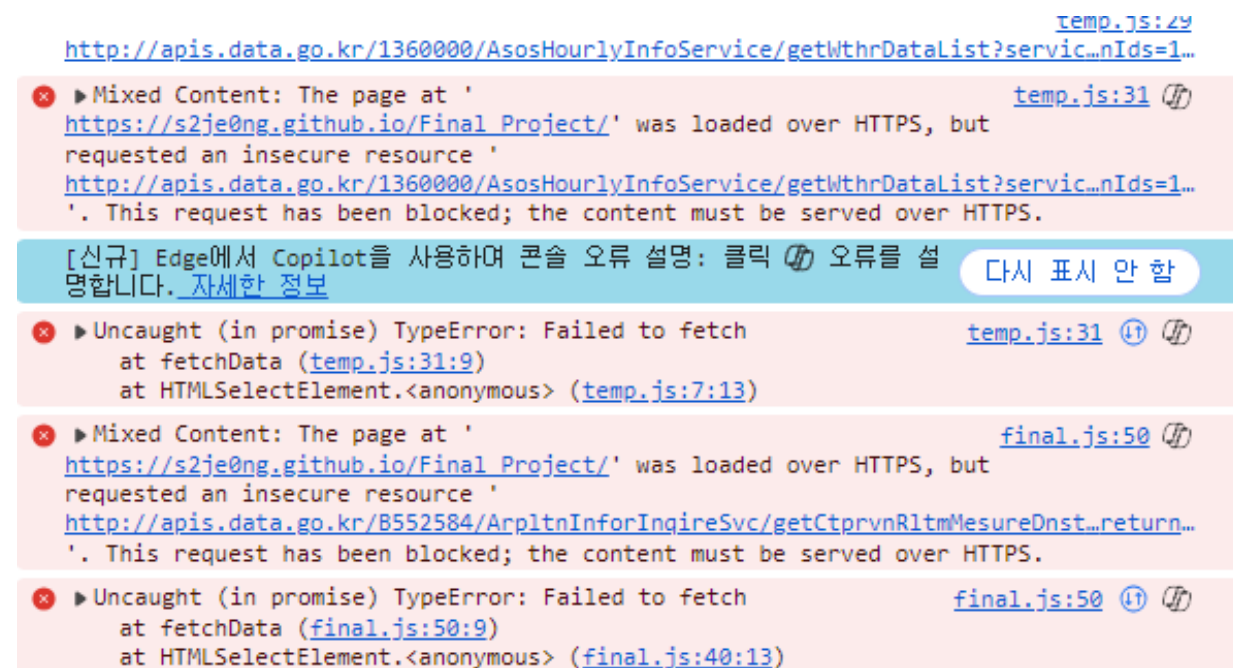 temp.js:29
http://apis.data.go.kr/1360000/AsosHourlyInfoService/getWthrDataList?servic…nIds=1…
▶Mixed Content: The page at ' temp.js:31
https://s2je0ng.github.io/Final_Project/' was loaded over HTTPS, but
requested an insecure resource '
http://apis.data.go.kr/1360000/AsosHourlyInfoService/getWthrDataList?servic…nIds=1…
'. This request has been blocked; the content must be served over HTTPS.
[신규] Edge에서 Copilot을 사용하여 콘솔 오류 설명: 클릭 오류를 설
명합니다. 자세한 정보
다시 표시 안 함
▶Uncaught (in promise) TypeError: Failed to fetch temp.js:31
at fetchData (temp.js:31:9)
at HTMLSelectElement.<anonymous> (temp.js:7:13)
▶Mixed Content: The page at ' final.js:50
https://s2je0ng.github.io/Final_Project/' was loaded over HTTPS, but
requested an insecure resource '
http://apis.data.go.kr/B552584/ArpltnInforInqireSvc/getCtprvnRltmMesureDnst…return…
'. This request has been blocked; the content must be served over HTTPS.
▶Uncaught (in promise) TypeError: Failed to fetch final.js:50
at fetchData (final.js:50:9)
at HTMLSelectElement.<anonymous> (final.js:40:13)